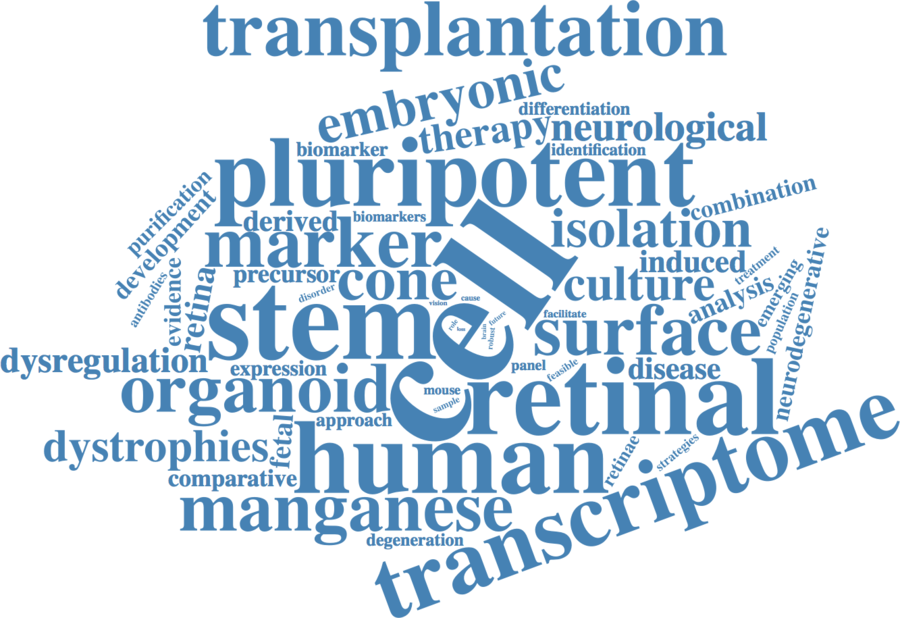 transplantation
embryonic
differentiation
therapy
neurological
biomarker
identification
pluripotent
purification
combination
development
derived
biomarkers
marker
isolation
cell
induced
precursor
cone
culture
treatment
antibodies
evidence
retina
disorder
vision
cause
analysis
emerging
population
neurodegenerative
stem
role
brain
robust
future
facilitate
surface
dysregulation
expression
panel
feasible
disease
organoid
mouse
sample
retinal
approach
dystrophies
fetal
human
retinae
strategies
comparative
manganese
transcriptome
degeneration